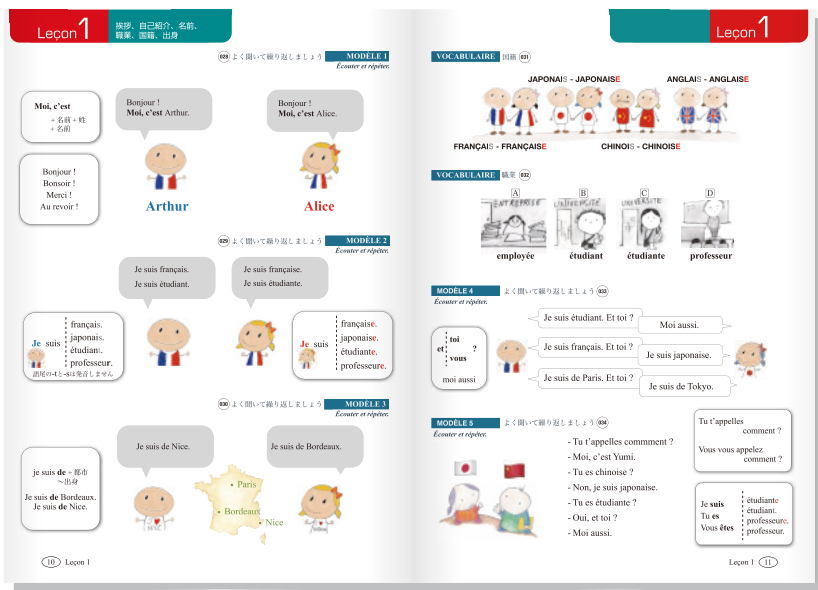 Leçon 1
挨拶、自己紹介、名前、
職業、国籍、出身
028 よく聞いて繰り返しましょう MODÈLE 1
Écouter et répéter.
Moi, c'est
+ 名前 + 姓
+ 名前
Bonjour !
Moi, c'est Arthur.
Bonjour !
Moi, c'est Alice.
Bonjour !
Bonsoir !
Merci !
Au revoir !
Arthur
Alice
029 よく聞いて繰り返しましょう MODÈLE 2
Écouter et répéter.
Je suis français.
Je suis étudiant.
Je suis française.
Je suis étudiante.
Je suis
français.
japonais.
étudiant.
professeur.
語尾の-tと-sは発音しません
Je suis
française.
japonaise.
étudiante.
professeure.
030 よく聞いて繰り返しましょう MODÈLE 3
Écouter et répéter.
Je suis de Nice.
Je suis de Bordeaux.
je suis de + 都市
〜出身
Je suis de Bordeaux.
Je suis de Nice.
Paris
Bordeaux
Nice
10 Leçon 1
Leçon 1
VOCABULAIRE 国籍 031
JAPONAIS - JAPONAISE
ANGLAIS - ANGLAISE
FRANÇAIS - FRANÇAISE
CHINOIS - CHINOISE
VOCABULAIRE 職業 032
A B C D
ENTREPRISE
UNIVERSITÉ
UNIVERSITÉ
employée
étudiant
étudiante
professeur
MODÈLE 4 よく聞いて繰り返しましょう 033
Écouter et répéter.
et
toi
vous
?
moi aussi
Je suis étudiant. Et toi ?
Moi aussi.
Je suis français. Et toi ?
Je suis japonaise.
Je suis de Paris. Et toi ?
Je suis de Tokyo.
MODÈLE 5 よく聞いて繰り返しましょう 034
Écouter et répéter.
- Tu t'appelles commment ?
- Moi, c'est Yumi.
- Tu es chinoise ?
- Non, je suis japonaise.
- Tu es étudiante ?
- Oui, et toi ?
- Moi aussi.
Tu t'appelles
comment ?
Vous vous appelez
comment ?
Je suis
Tu es
Vous êtes
étudiante
étudiant.
professeure.
professeur.
Leçon 1 11